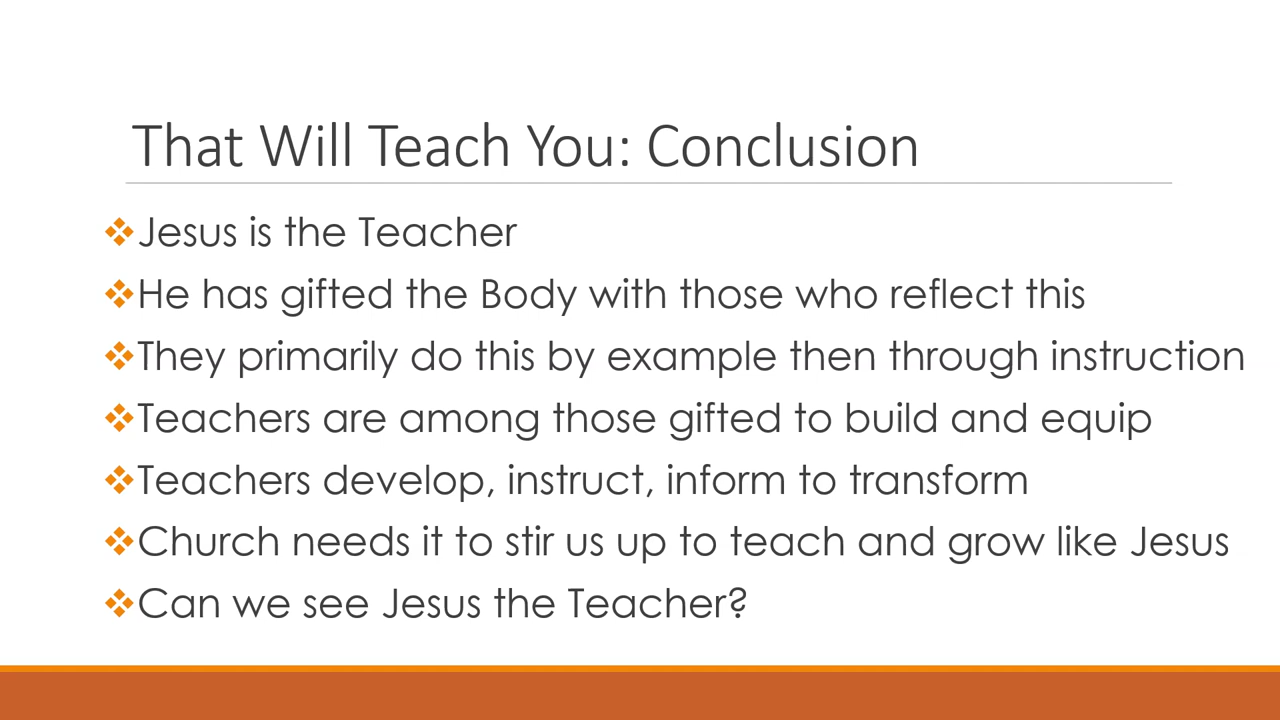 That Will Teach You: Conclusion
❖Jesus is the Teacher
❖He has gifted the Body with those who reflect this
❖They primarily do this by example then through instruction
❖Teachers are among those gifted to build and equip
❖Teachers develop, instruct, inform to transform
❖Church needs it to stir us up to teach and grow like Jesus
❖Can we see Jesus the Teacher?